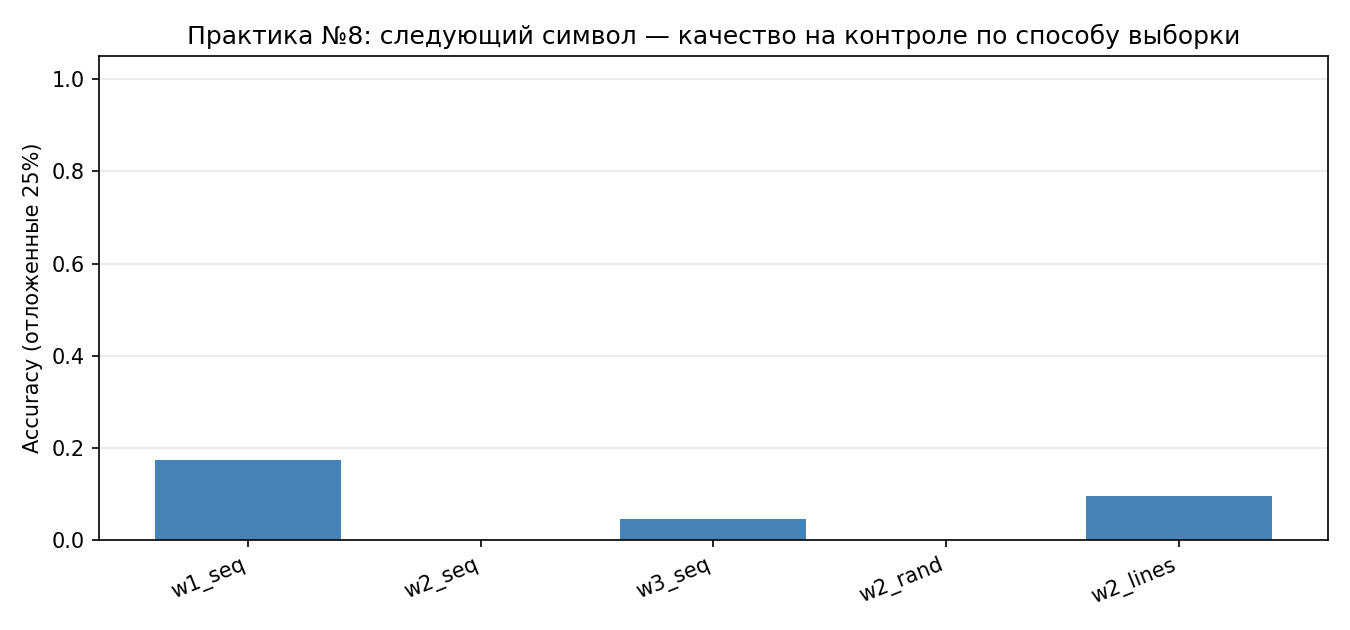 Практика №8: следующий символ — качество на контроле по способу выборки
Accuracy (отложенные 25%)
1.0
0.8
0.6
0.4
0.2
0.0
w1_seq
w2_seq
w3_seq
w2_rand
w2_lines